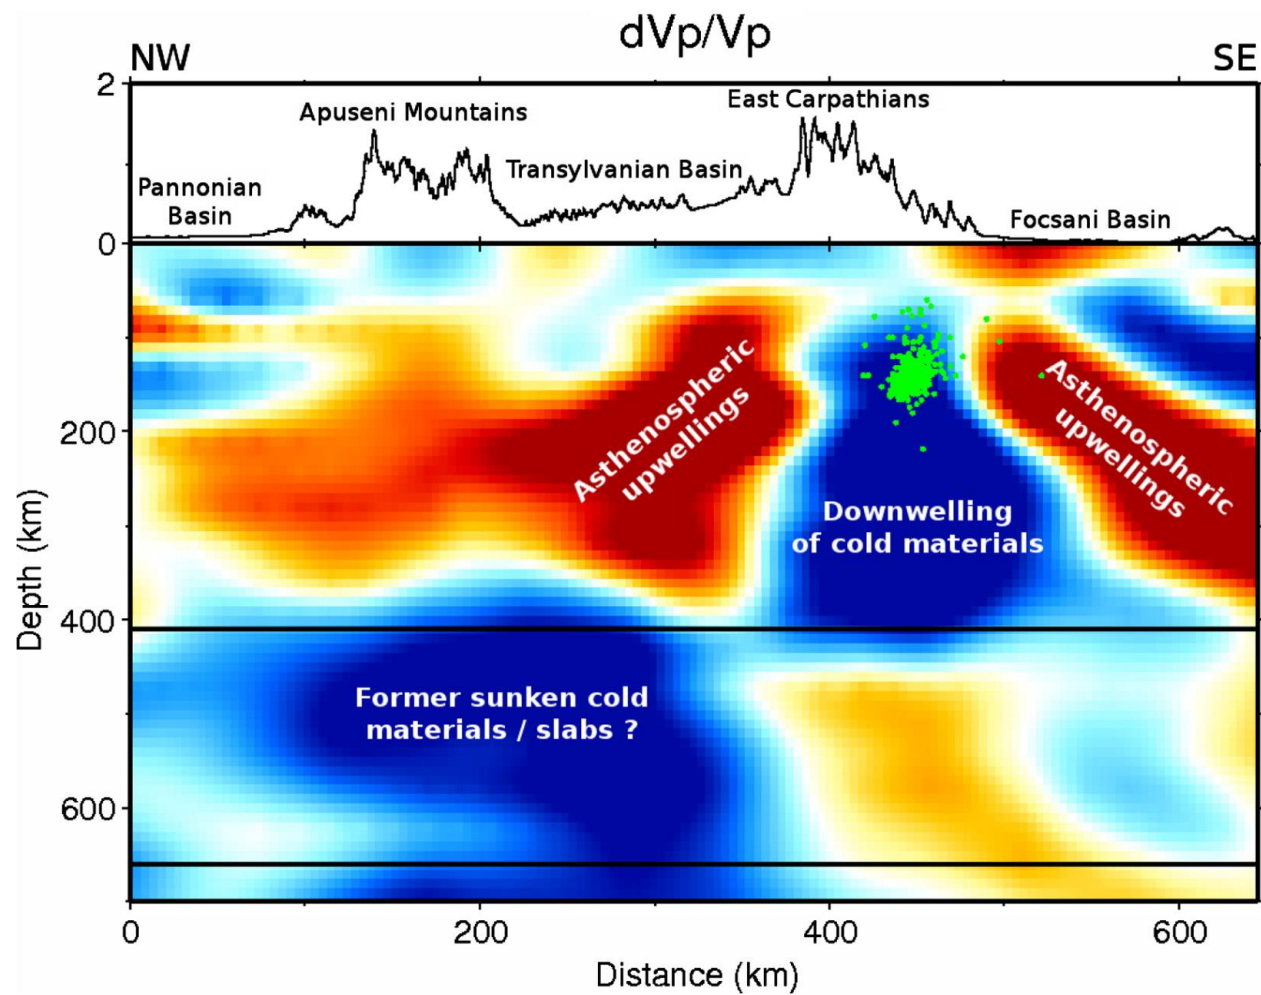 dVp/Vp
NW
SE
2
East Carpathians
Apuseni Mountains
Transylvanian Basin
Pannonian
Basin
Focsani Basin
0
Asthenospheric
upwellings
Asthenospheric
upwellings
200
Downwelling
of cold materials
Depth (km)
400
Former sunken cold
materials / slabs ?
600
0
200
400
600
Distance (km)